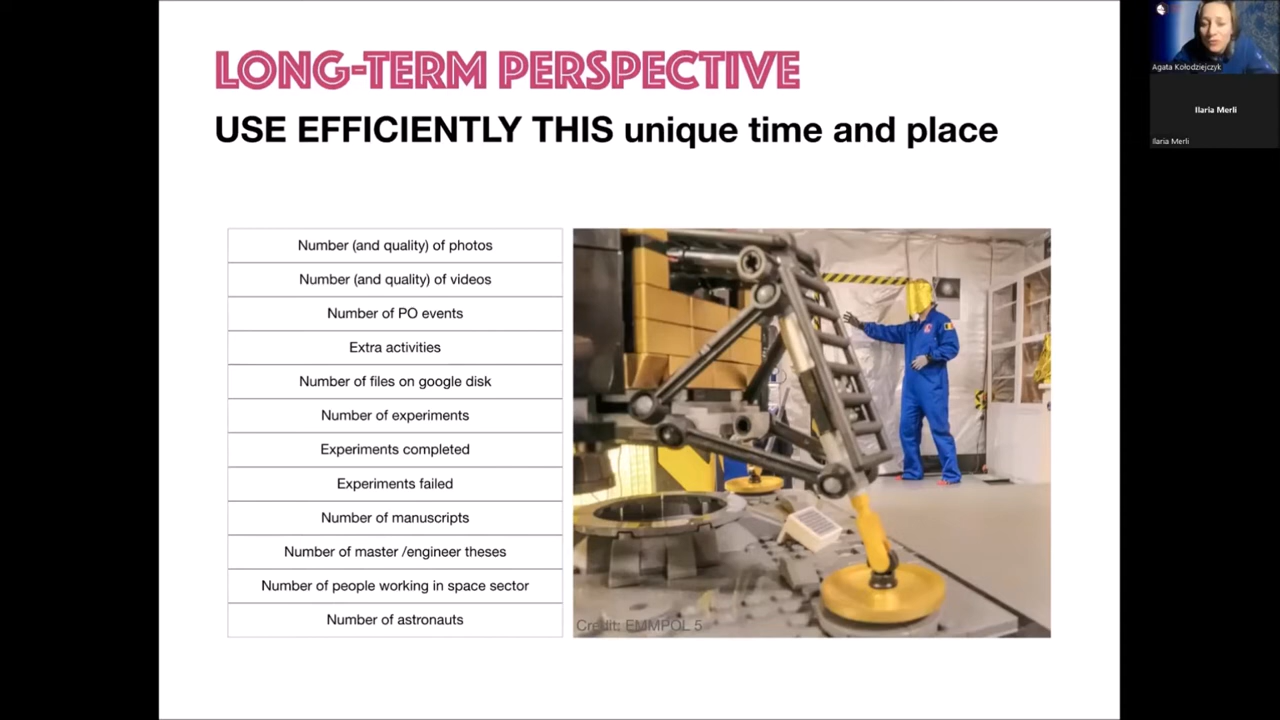 LONG-TERM PERSPECTIVE
USE EFFICIENTLY THIS unique time and place
Number (and quality) of photos
Number (and quality) of videos
Number of PO events
Extra activities
Number of files on google disk
Number of experiments
Experiments completed
Experiments failed
Number of manuscripts
Number of master /engineer theses
Number of people working in space sector
Number of astronauts
Credit: EMMPOL 5
Agata Kołodziejczyk
Ilaria Merli
Ilaria Merli